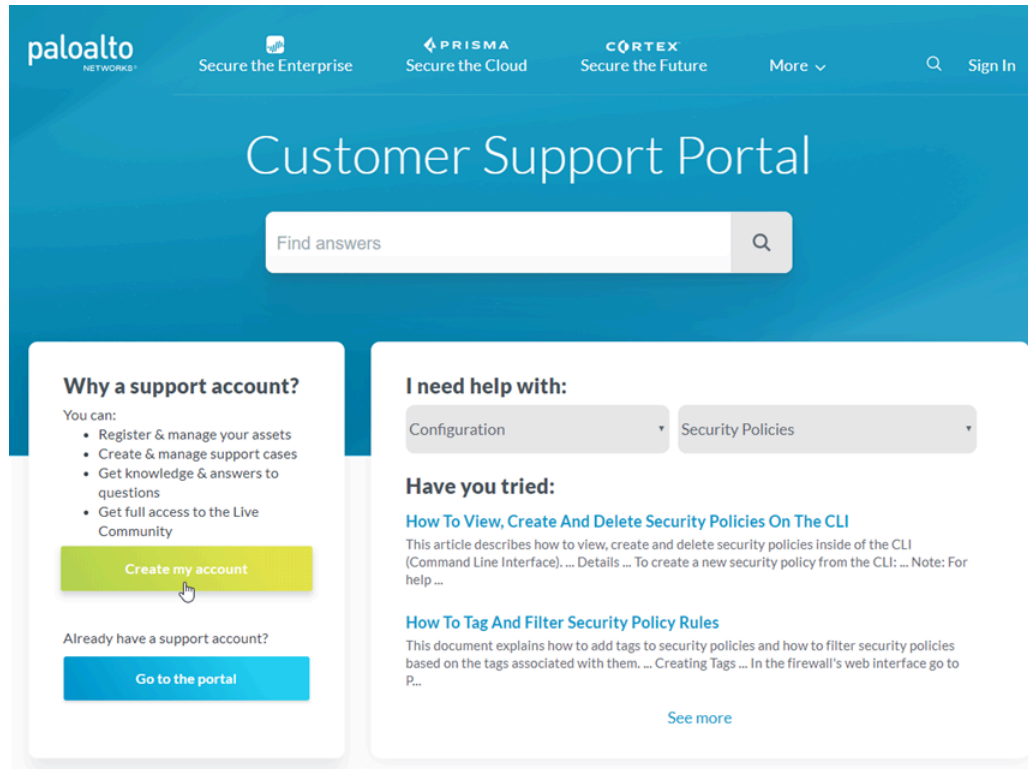 paloalto
NETWORKS®
Secure the Enterprise
PRISMA
Secure the Cloud
CORTEX
Secure the Future
More
Sign In
Customer Support Portal
Find answers
Why a support account?
You can:
• Register & manage your assets
• Create & manage support cases
• Get knowledge & answers to
questions
• Get full access to the Live
Community
Create my account
Already have a support account?
Go to the portal
I need help with:
Configuration
Security Policies
Have you tried:
How To View, Create And Delete Security Policies On The CLI
This article describes how to view, create and delete security policies inside of the CLI
(Command Line Interface). ... Details ... To create a new security policy from the CLI: ... Note: For
help ...
How To Tag And Filter Security Policy Rules
This document explains how to add tags to security policies and how to filter security policies
based on the tags associated with them. ... Creating Tags ... In the firewall's web interface go to
P...
See more